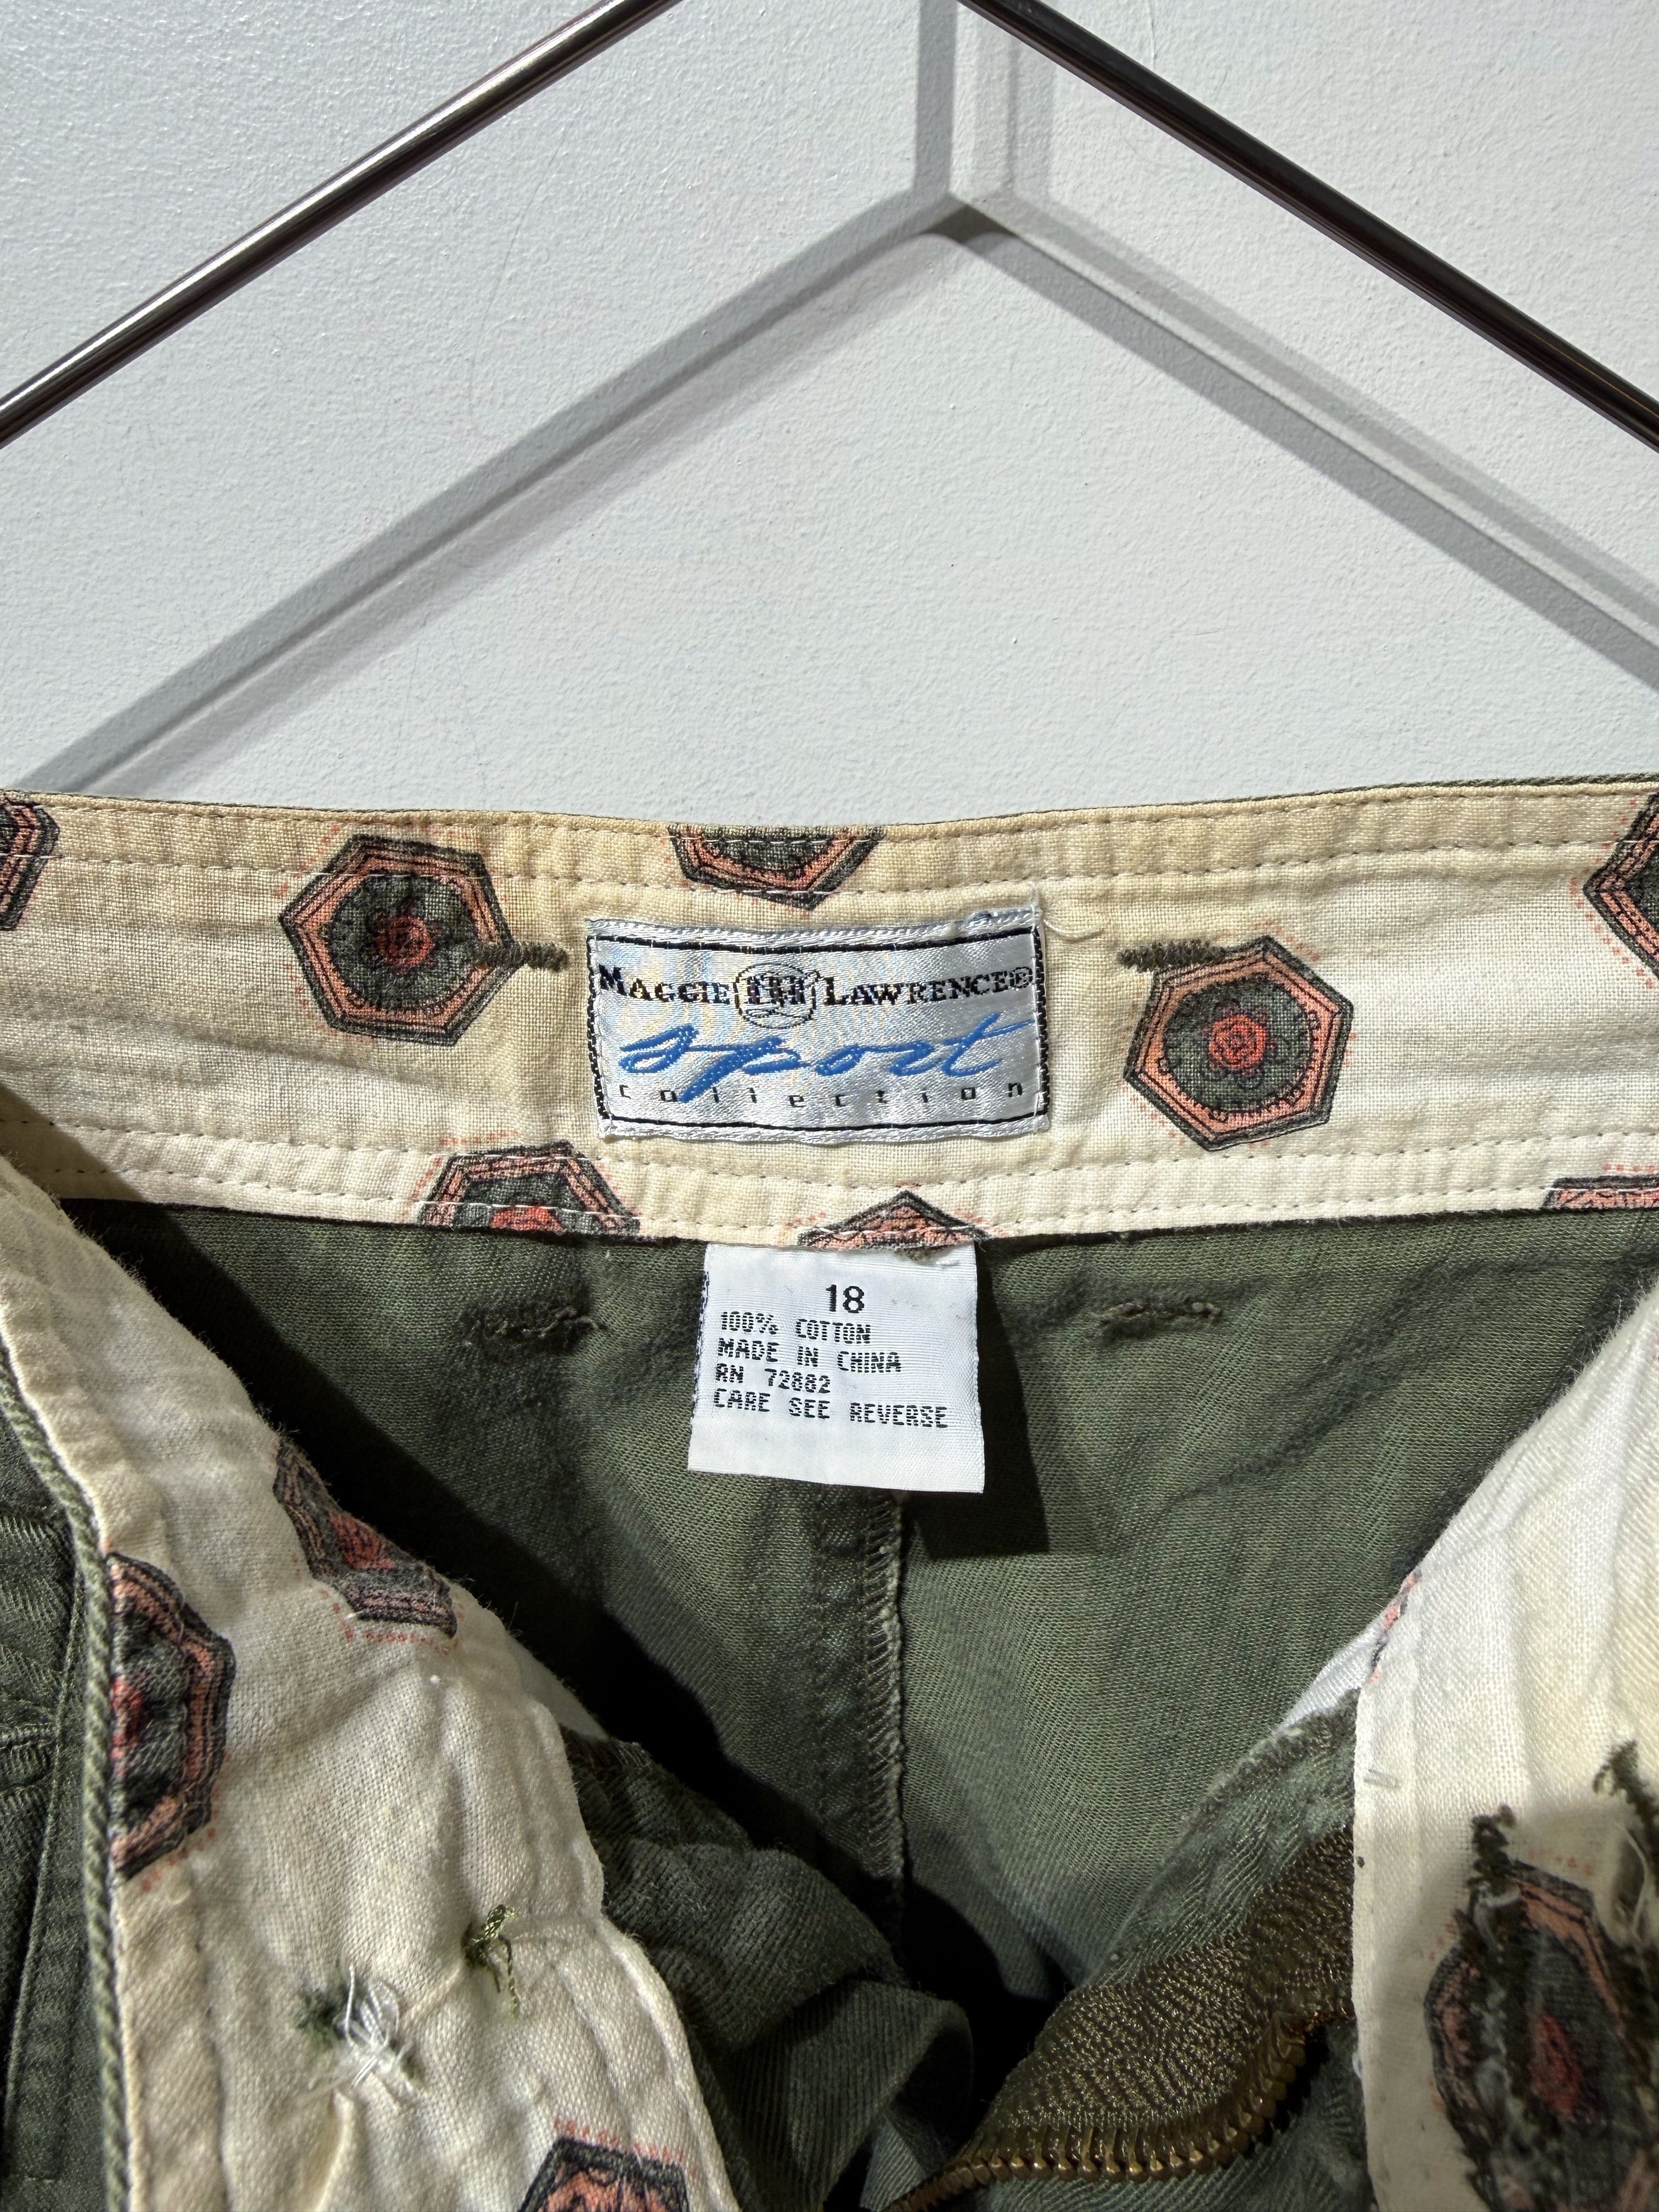 MAGGIE LAWRENCE®
sport
collection
18
100% COTTON
MADE IN CHINA
RN 72882
CARE SEE REVERSE